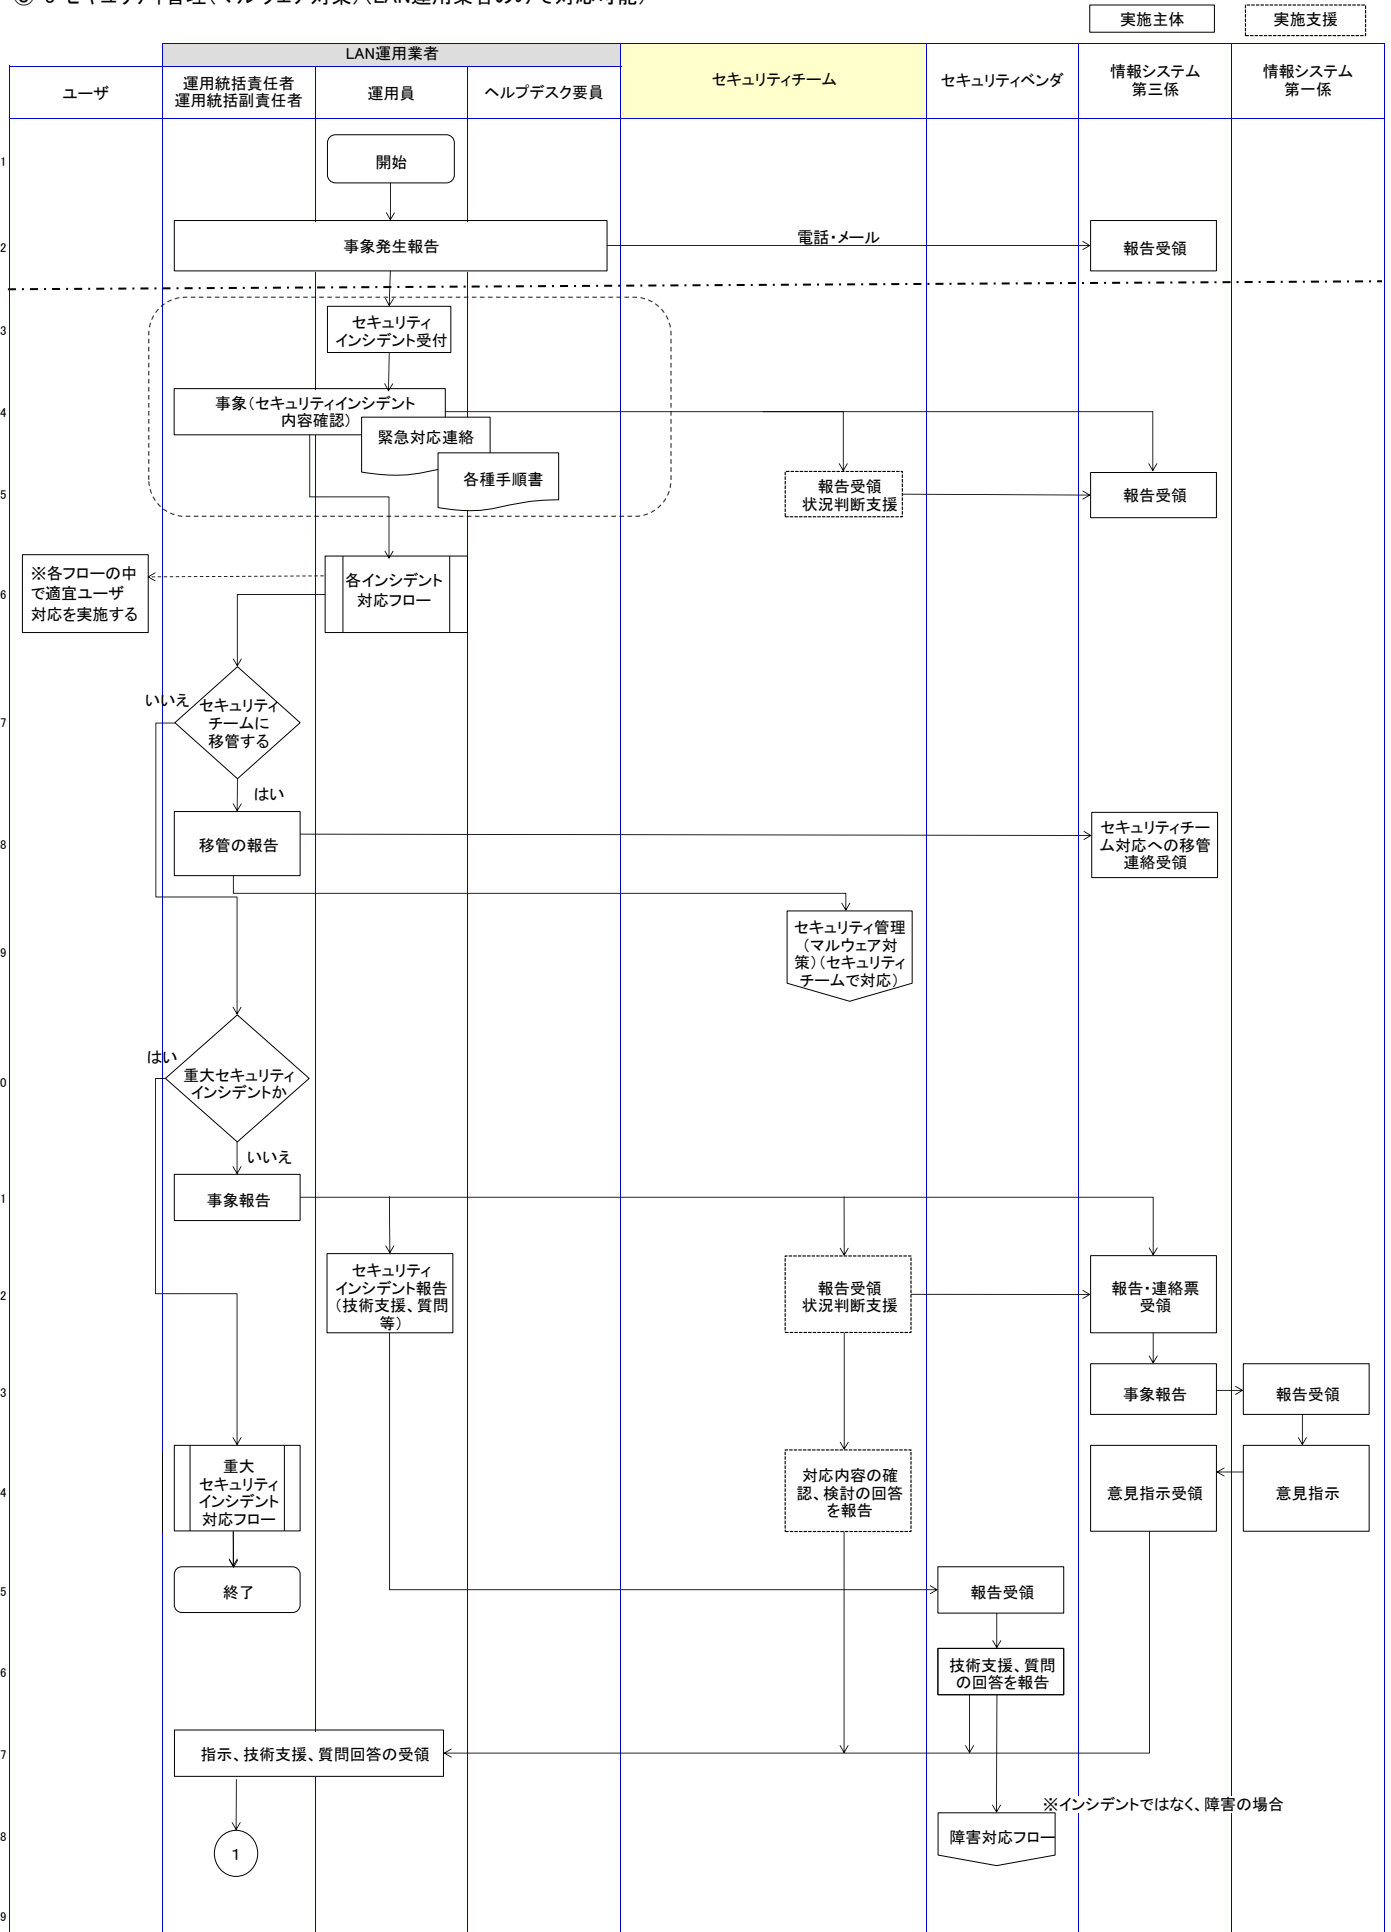 実施主体
実施支援
LAN運用業者
ユーザ
運用統括責任者
運用統括副責任者
運用員
ヘルプデスク要員
セキュリティチーム
セキュリティベンダ
情報システム
第三係
情報システム
第一係
1
開始
2
事象発生報告
電話・メール
報告受領
3
セキュリティ
インシデント受付
4
事象(セキュリティインシデント
内容確認)
緊急対応連絡
各種手順書
5
報告受領
状況判断支援
報告受領
6
※各フローの中
で適宜ユーザ
対応を実施する
各インシデント
対応フロー
7
いいえ
セキュリティ
チームに
移管する
はい
8
移管の報告
セキュリティチー
ム対応への移管
連絡受領
9
セキュリティ管理
(マルウェア対
策)(セキュリティ
チームで対応)
はい
0
重大セキュリティ
インシデントか
いいえ
1
事象報告
2
セキュリティ
インシデント報告
(技術支援、質問
等)
報告受領
状況判断支援
報告・連絡票
受領
3
事象報告
報告受領
4
重大
セキュリティ
インシデント
対応フロー
対応内容の確
認、検討の回答
を報告
意見指示受領
意見指示
5
終了
報告受領
6
技術支援、質問
の回答を報告
7
指示、技術支援、質問回答の受領
※インシデントではなく、障害の場合
8
1
障害対応フロー
9